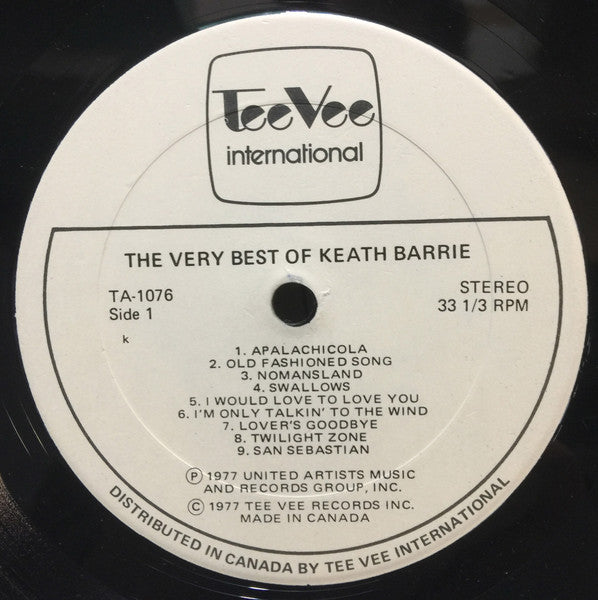 TeeVee
international
THE VERY BEST OF KEATH BARRIE
TA-1076
Side 1
STEREO
33 1/3 RPM
k
1. APALACHICOLA
2. OLD FASHIONED SONG
3. NOMANSLAND
4. SWALLOWS
5. I WOULD LOVE TO LOVE YOU
6. I'M ONLY TALKIN' TO THE WIND
7. LOVER'S GOODBYE
8. TWILIGHT ZONE
9. SAN SEBASTIAN
Ⓟ 1977 UNITED ARTISTS MUSIC
AND RECORDS GROUP, INC.
© 1977 TEE VEE RECORDS INC.
MADE IN CANADA
DISTRIBUTED IN CANADA BY TEE VEE INTERNATIONAL